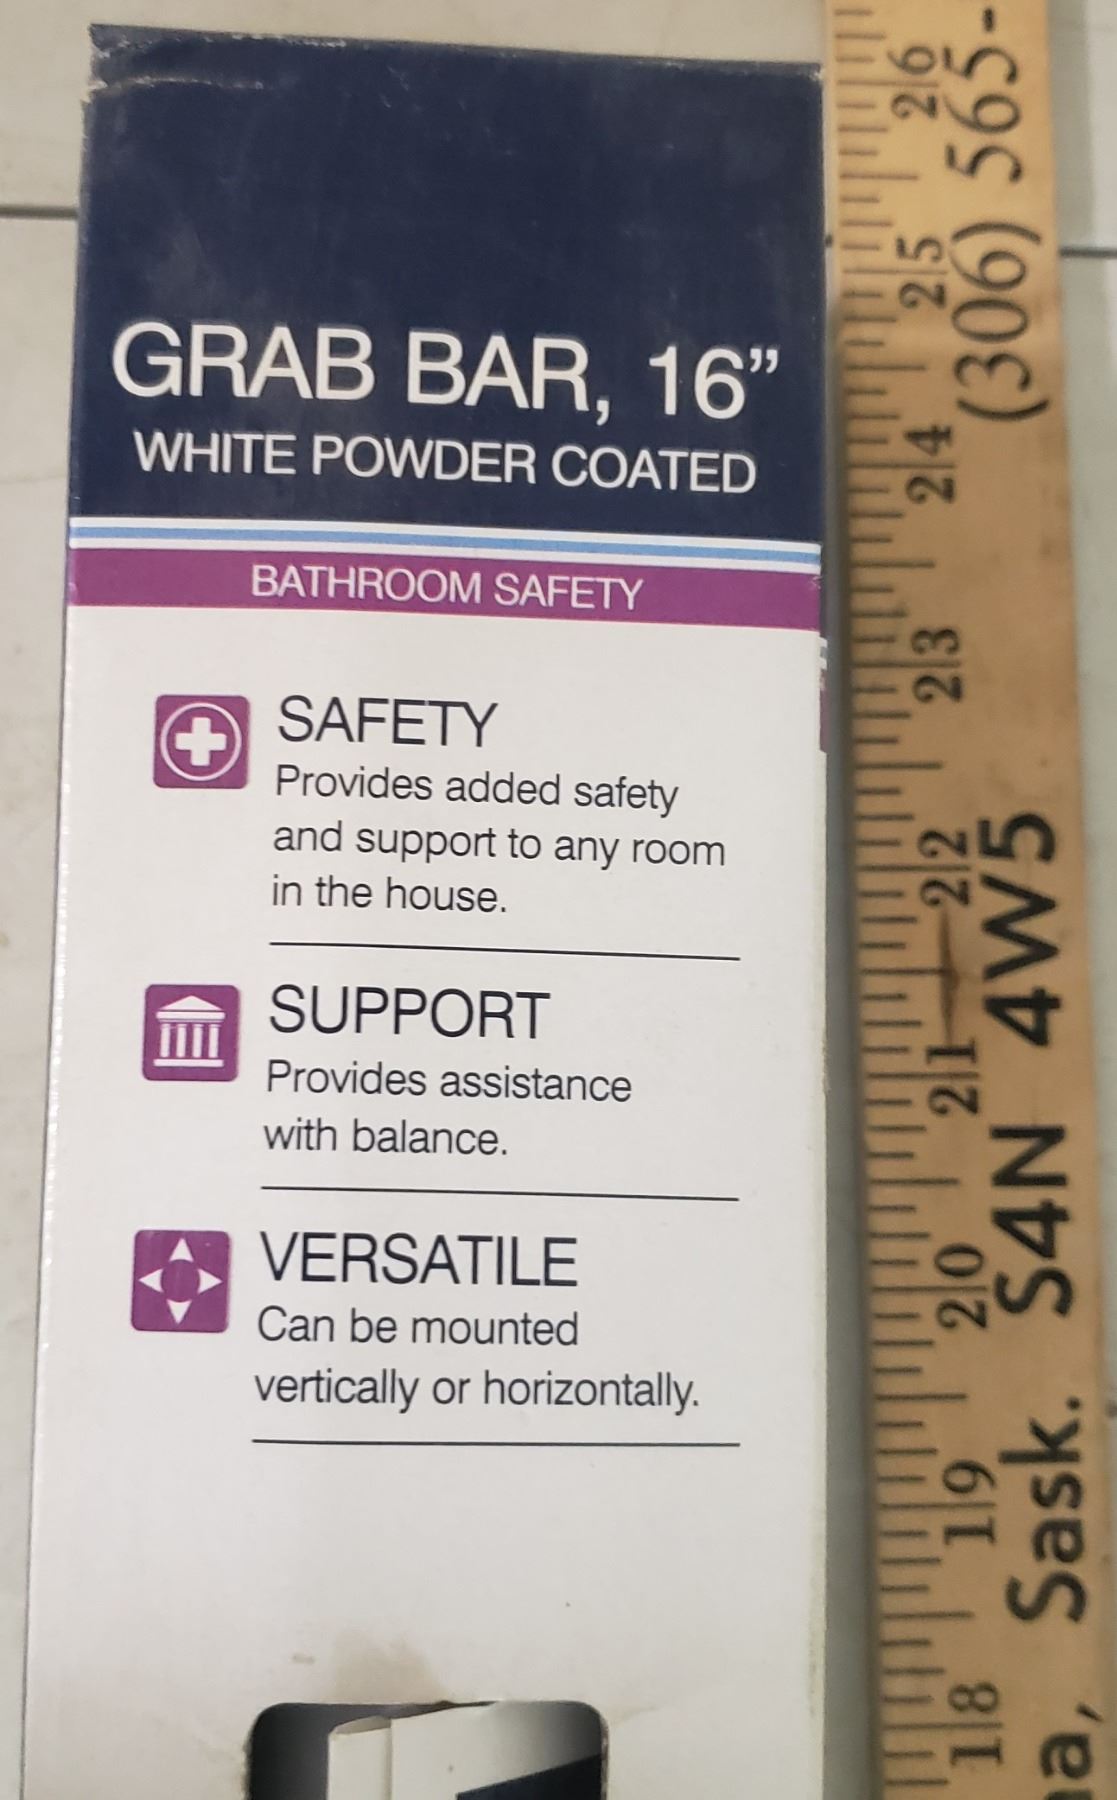 GRAB BAR, 16”
WHITE POWDER COATED
BATHROOM SAFETY
SAFETY
Provides added safety
and support to any room
in the house.
SUPPORT
Provides assistance
with balance.
VERSATILE
Can be mounted
vertically or horizontally.
18 19 20 21 22 23 24 25 26
na, Sask. S4N 4W5 (306) 565-